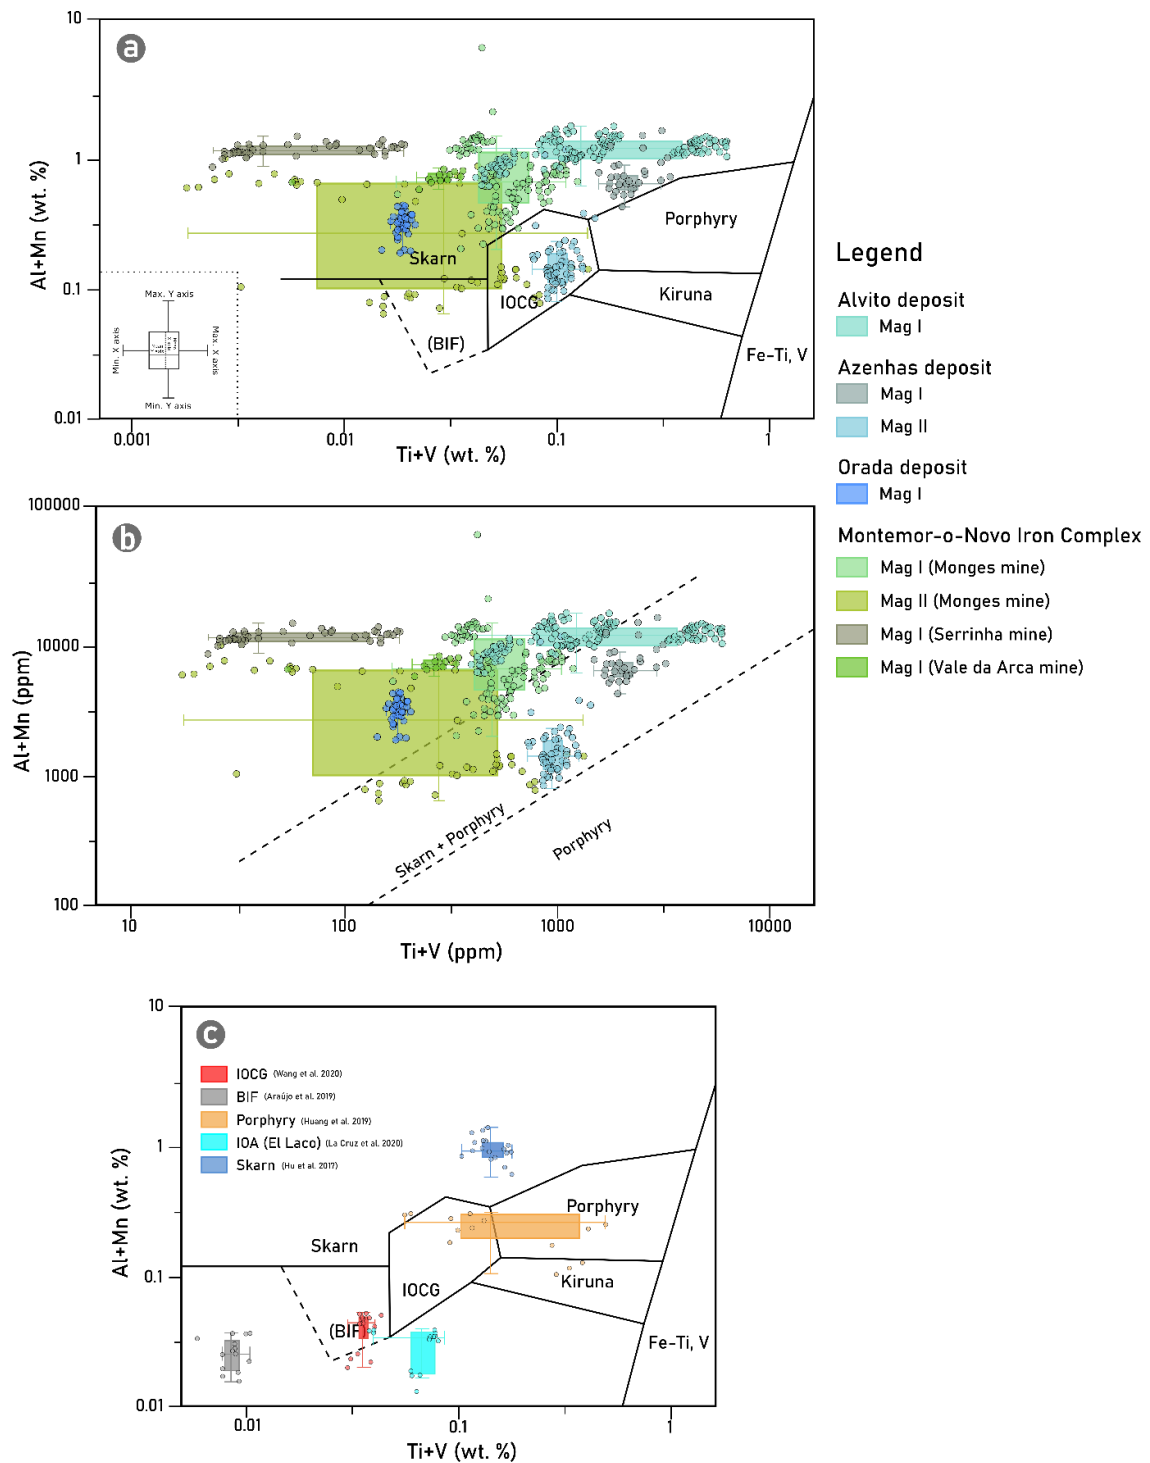 a
10
1
0.1
0.01
Al+Mn (wt. %)
Skarn
IOCG
(BIF)
Porphyry
Kiruna
Fe-Ti, V
Max. Y axis
Min. X axis
Max. X axis
Min. Y axis
0.001
0.01
0.1
1
Ti+V (wt. %)
Legend
Alvito deposit
Mag I
Azenhas deposit
Mag I
Mag II
Orada deposit
Mag I
Montemor-o-Novo Iron Complex
Mag I (Monges mine)
Mag II (Monges mine)
Mag I (Serrinha mine)
Mag I (Vale da Arca mine)
b
100000
10000
1000
100
Al+Mn (ppm)
Skarn + Porphyry
Porphyry
10
100
1000
10000
Ti+V (ppm)
c
10
1
0.1
0.01
Al+Mn (wt. %)
IOCG (Wang et al. 2020)
BIF (Araújo et al. 2019)
Porphyry (Huang et al. 2019)
IOA (El Laco) (La Cruz et al. 2020)
Skarn (Hu et al. 2017)
Skarn
IOCG
(BIF)
Porphyry
Kiruna
Fe-Ti, V
0.01
0.1
1
Ti+V (wt. %)